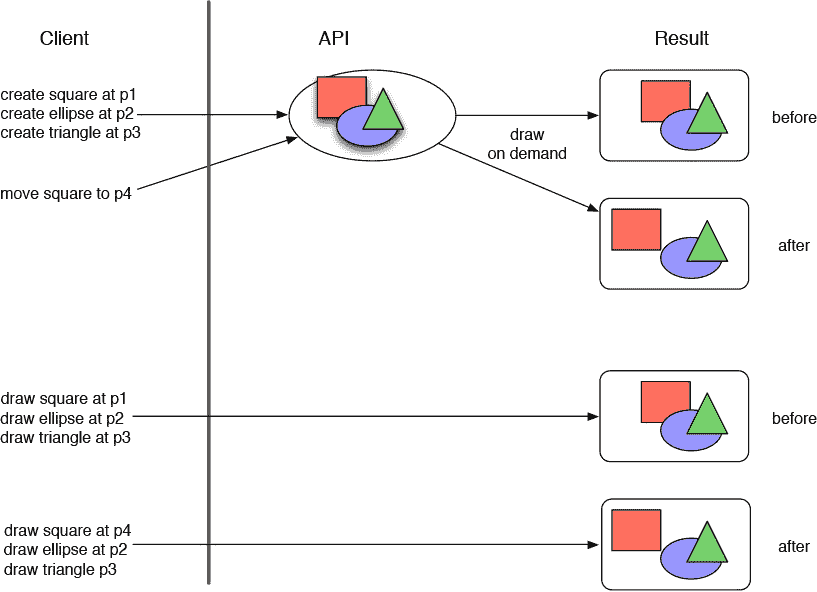 Client
API
Result
create square at p1
create ellipse at p2
create triangle at p3
before
draw
on demand
move square to p4
after
draw square at p1
draw ellipse at p2
draw triangle at p3
before
draw square at p4
draw ellipse at p2
draw triangle p3
after